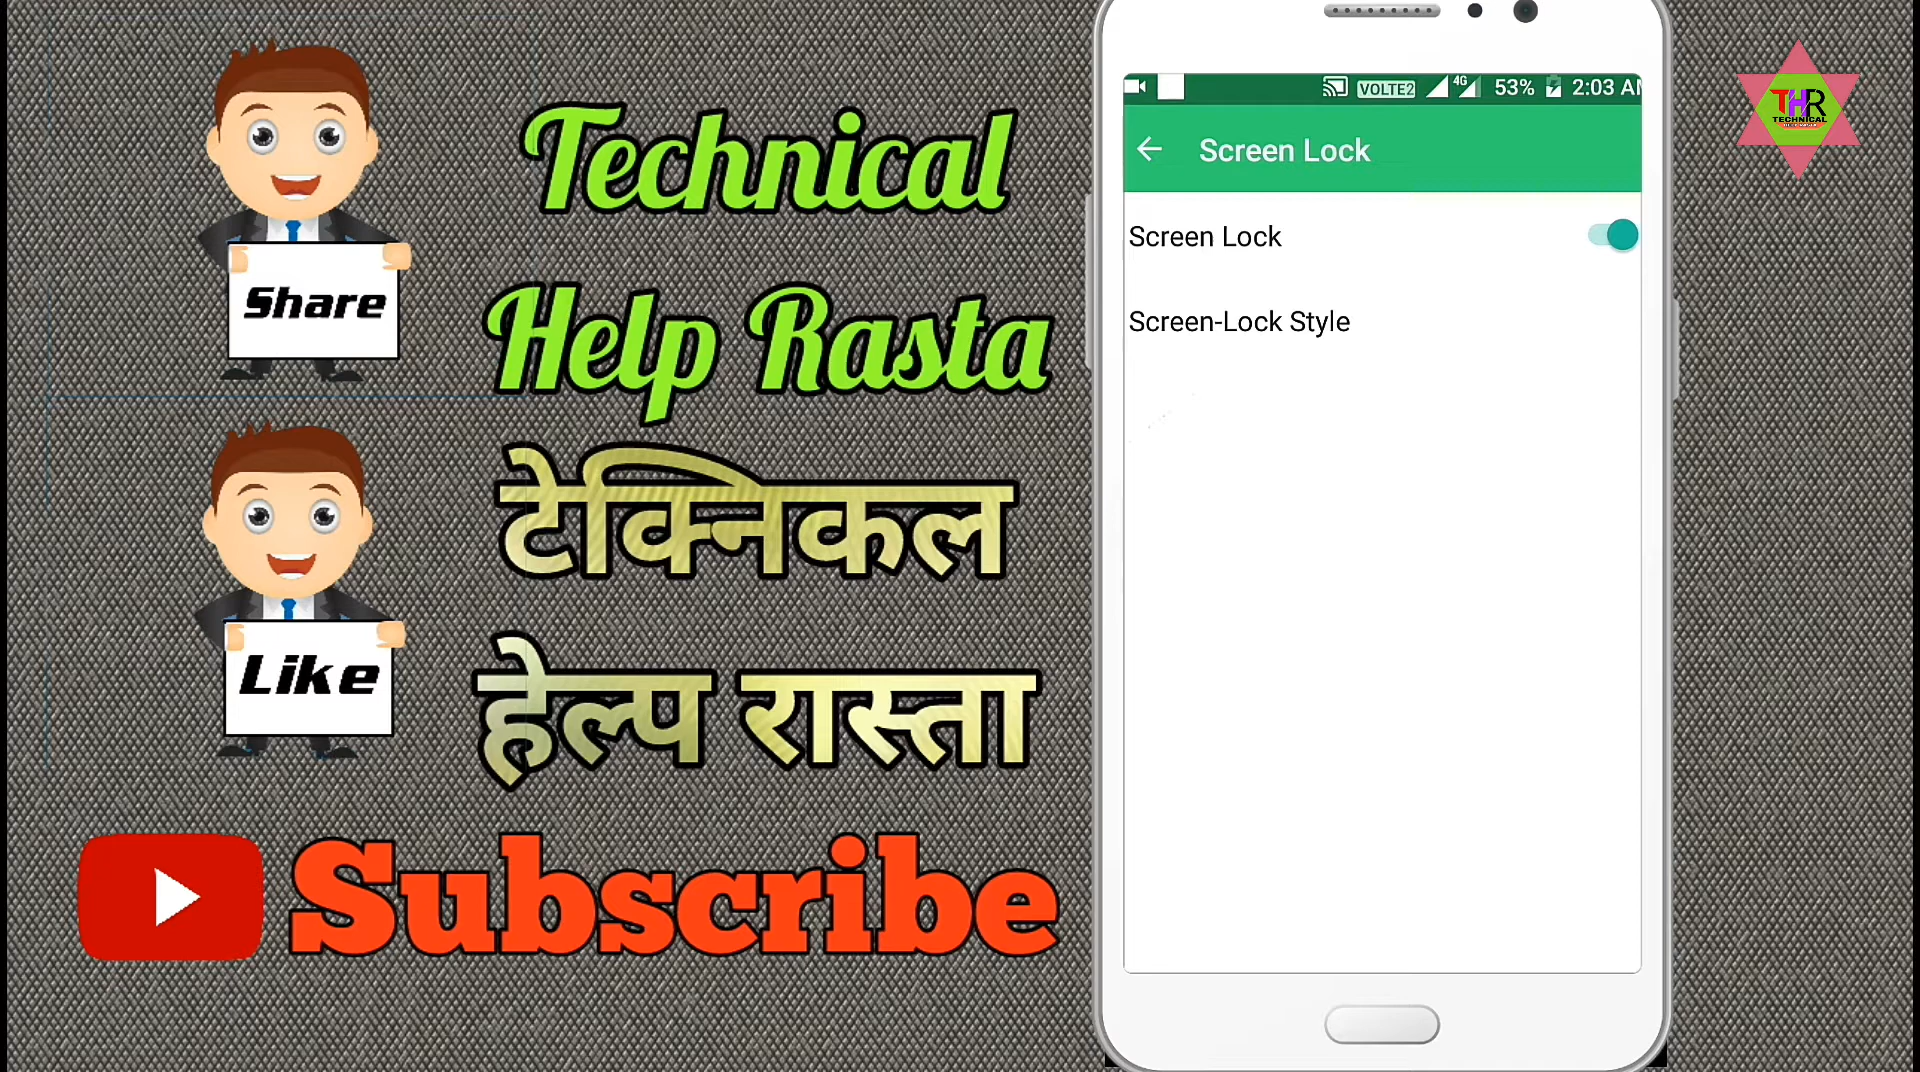 Technical
Help Rasta
टेक्निकल
हेल्प रास्ता
Share
Like
Subscribe
VOLTE2 4G 53% 2:03 AM
Screen Lock
Screen Lock
Screen-Lock Style
THR
TECHNICAL